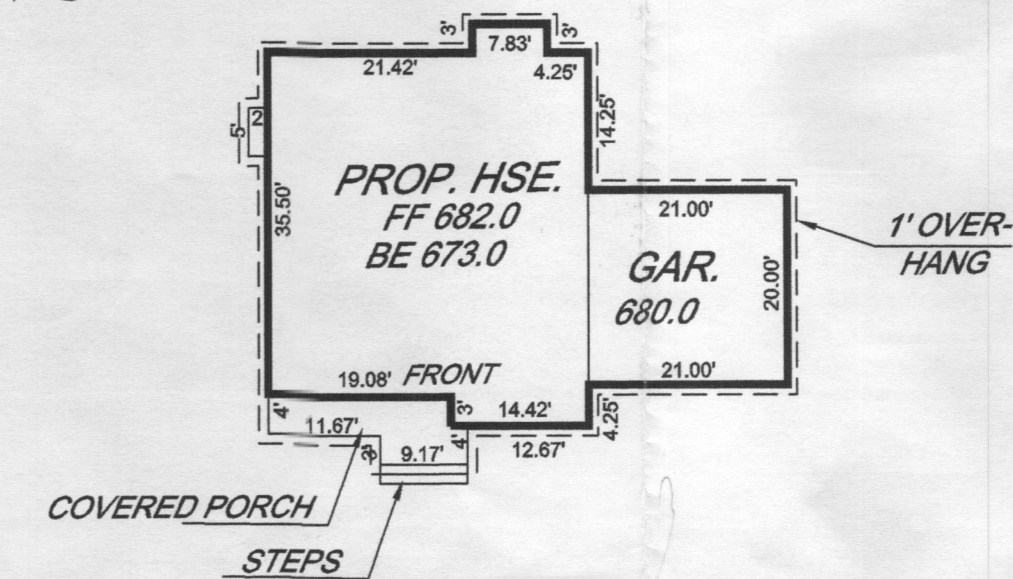 3'
3'
7.83'
21.42'
4.25'
14.25'
2
5'
35.50'
PROP. HSE.
FF 682.0
BE 673.0
21.00'
GAR.
680.0
20.00'
1' OVER-
HANG
21.00'
19.08' FRONT
4'
3'
14.42'
4.25'
11.67'
4'
12.67'
3'
9.17'
COVERED PORCH
STEPS